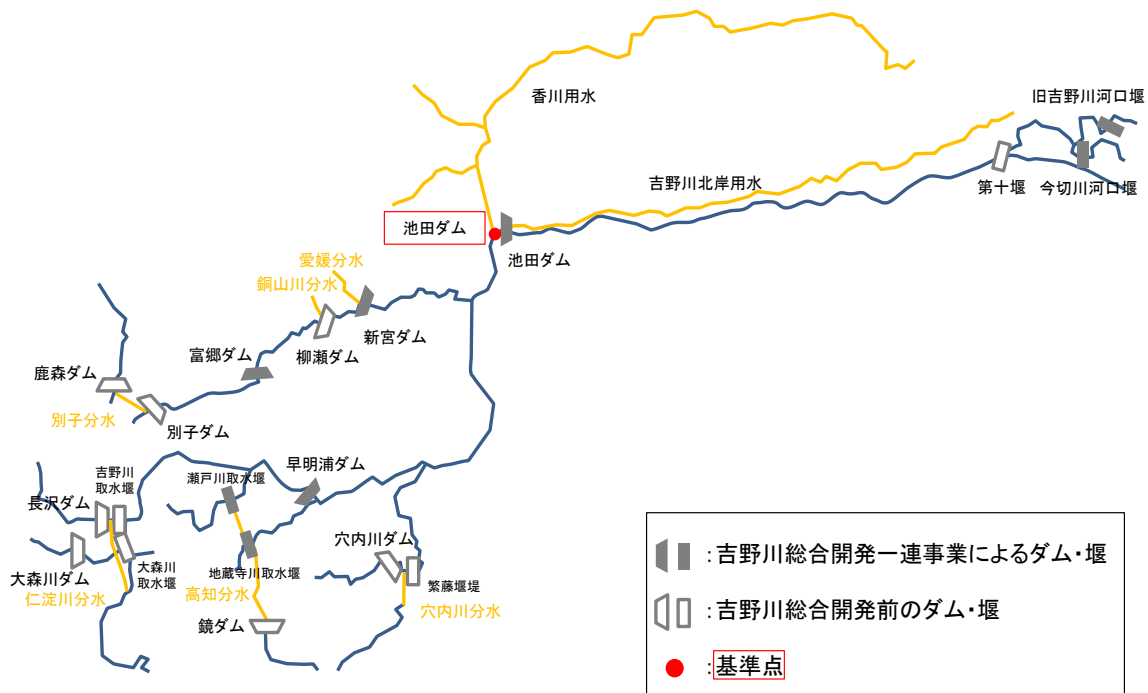 香川用水
旧吉野川河口堰
吉野川北岸用水
第十堰
今切川河口堰
池田ダム
池田ダム
愛媛分水
銅山川分水
新宮ダム
柳瀬ダム
富郷ダム
鹿森ダム
別子分水
別子ダム
吉野川
取水堰
長沢ダム
瀬戸川取水堰
早明浦ダム
大森川ダム
大森川
取水堰
仁淀川分水
地蔵寺川取水堰
高知分水
鏡ダム
穴内川ダム
繁藤堰堤
穴内川分水
:吉野川総合開発一連事業によるダム・堰
:吉野川総合開発前のダム・堰
:基準点